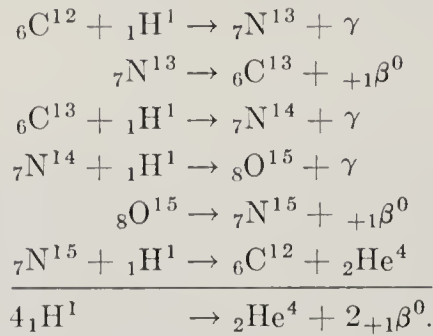 ₆C¹² + ₁H¹ → ₇N¹³ + γ
₇N¹³ → ₆C¹³ + ₊₁β⁰
₆C¹³ + ₁H¹ → ₇N¹⁴ + γ
₇N¹⁴ + ₁H¹ → ₈O¹⁵ + γ
₈O¹⁵ → ₇N¹⁵ + ₊₁β⁰
₇N¹⁵ + ₁H¹ → ₆C¹² + ₂He⁴
4₁H¹ → ₂He⁴ + 2₊₁β⁰.